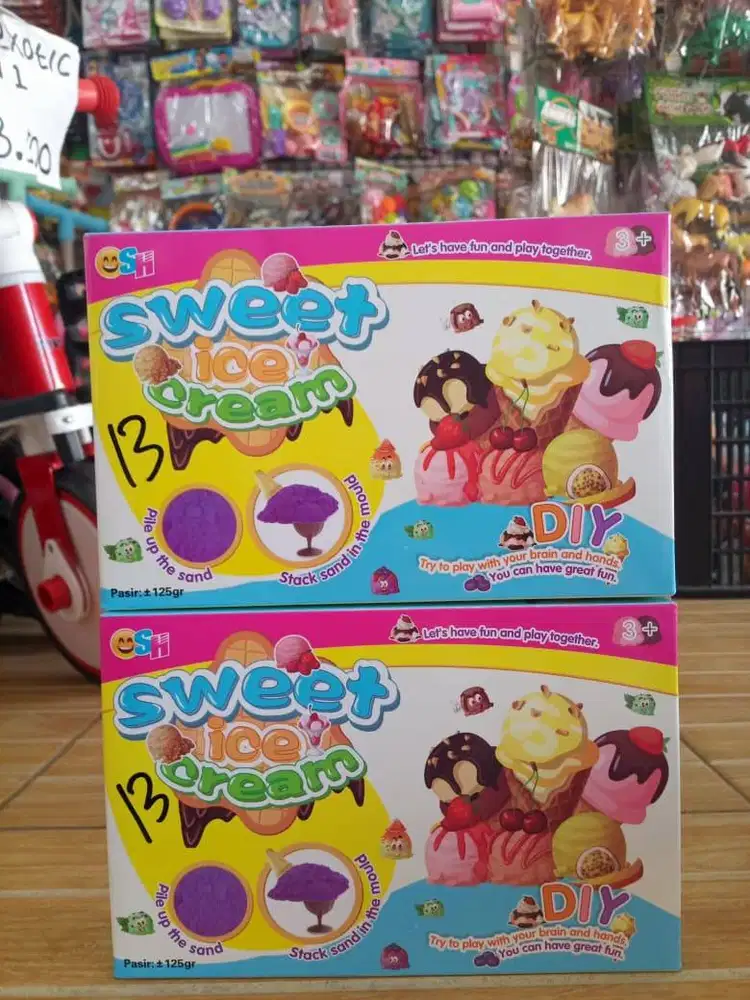 1
OSH
Let's have fun and play together.
3+
sweet
ice
cream
13
Pile up the sand
Stack sand in the mould
DIY
Try to play with your brain and hands.
You can have great fun.
Pasir: ± 125gr
OSH
Let's have fun and play together.
3+
sweet
ice
cream
13
Pile up the sand
Stack sand in the mould
DIY
Try to play with your brain and hands.
You can have great fun.
Pasir: ± 125gr